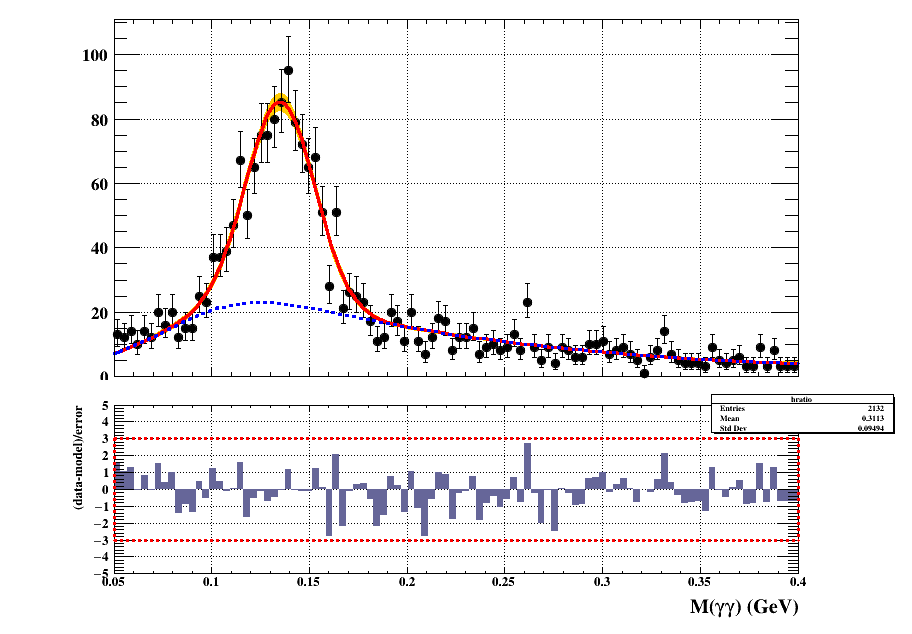 100
80
60
40
20
0
(data-model)/error
5
4
3
2
1
0
−1
−2
−3
−4
−5
hratio
Entries 2132
Mean 0.3113
Std Dev 0.09494
0.05 0.1 0.15 0.2 0.25 0.3 0.35 0.4
M(γγ) (GeV)